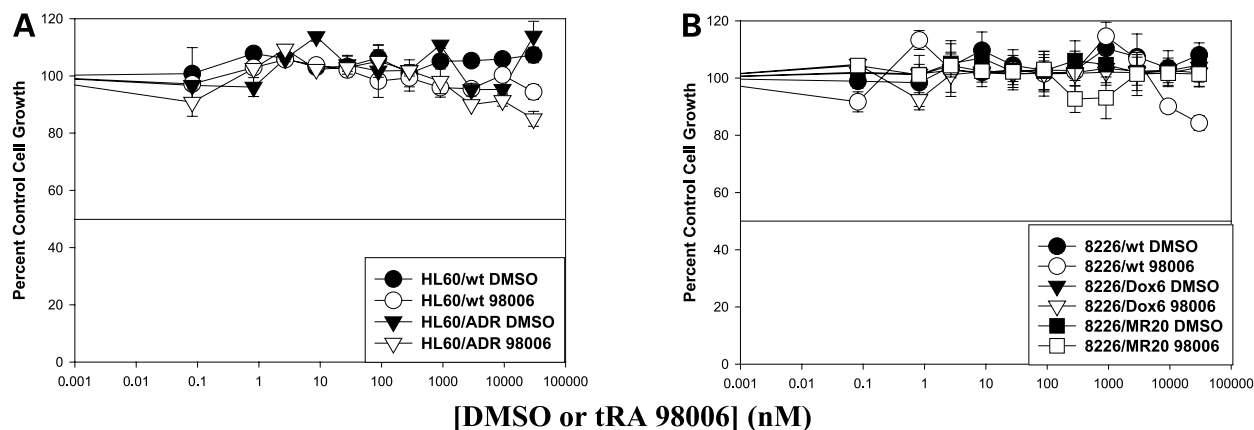 A
Percent Control Cell Growth
120
100
80
60
40
20
0
HL60/wt DMSO
HL60/wt 98006
HL60/ADR DMSO
HL60/ADR 98006
0.001 0.1 1 10 100 1000 10000 100000
B
Percent Control Cell Growth
120
100
80
60
40
20
0
8226/wt DMSO
8226/wt 98006
8226/Dox6 DMSO
8226/Dox6 98006
8226/MR20 DMSO
8226/MR20 98006
0.001 0.1 1 10 100 1000 10000 100000
[DMSO or tRA 98006] (nM)